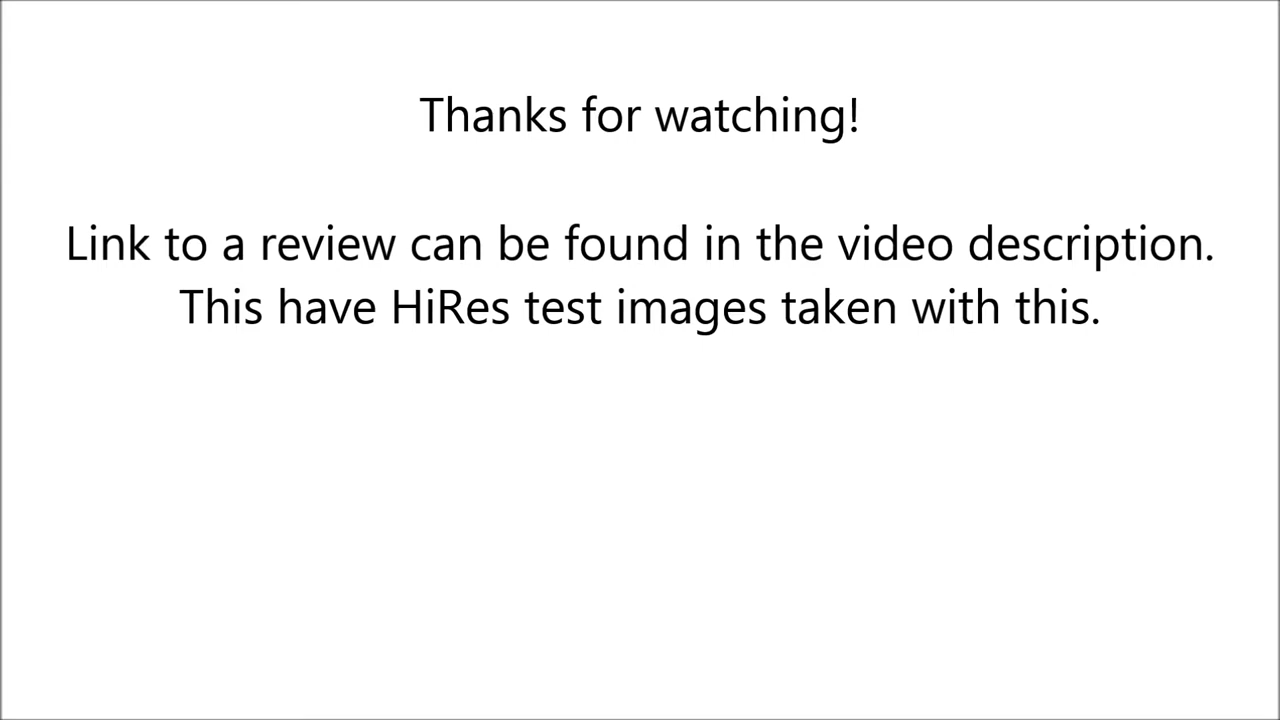 Thanks for watching!
Link to a review can be found in the video description.
This have HiRes test images taken with this.